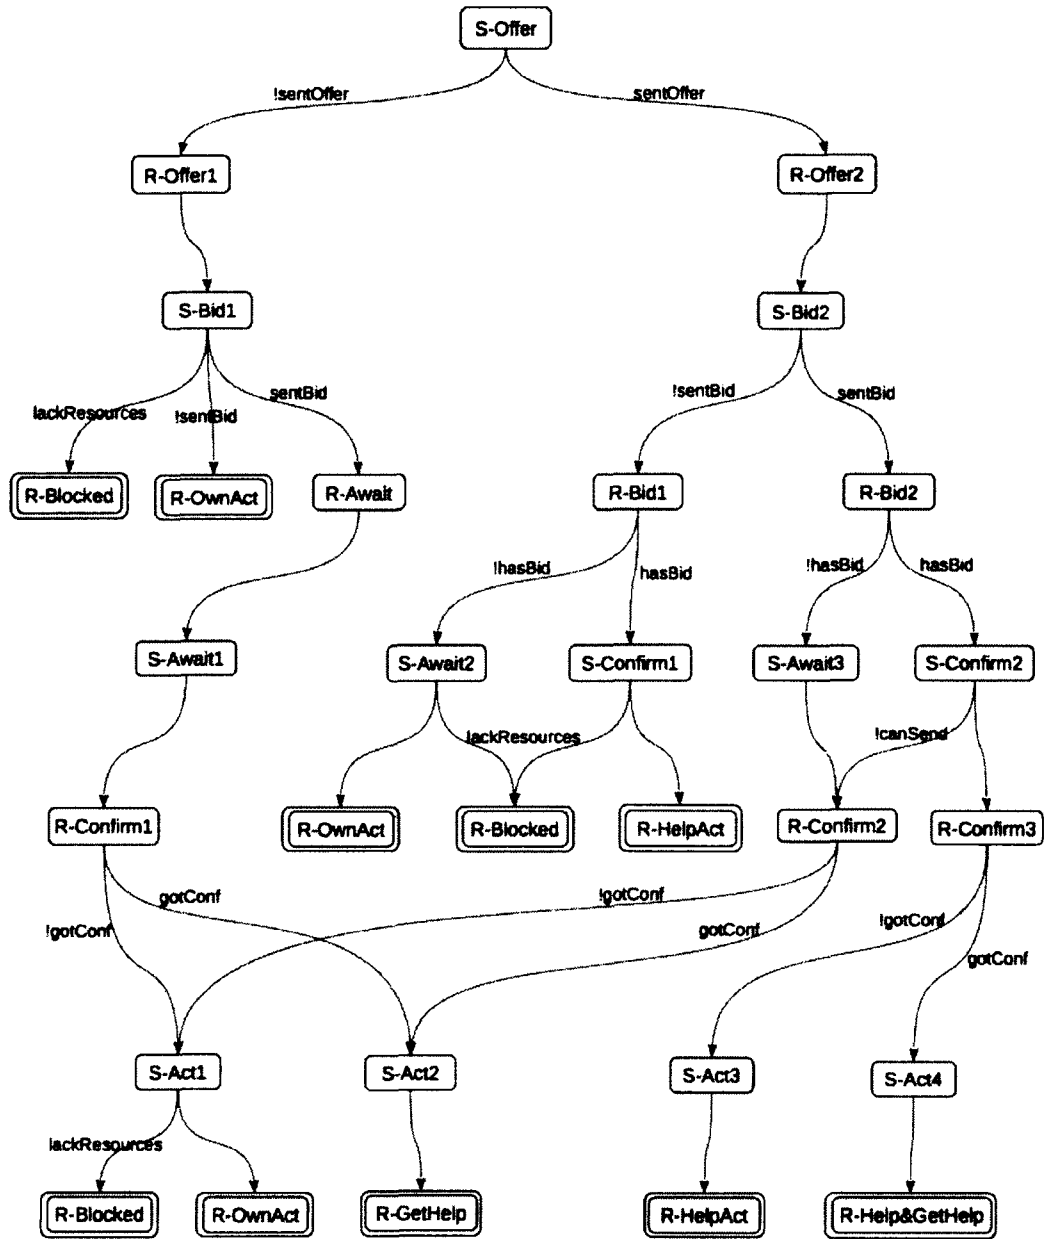 S-Offer
!sentOffer
sentOffer
R-Offer1
R-Offer2
S-Bid1
S-Bid2
lackResources
!sentBid
sentBid
!sentBid
sentBid
R-Blocked
R-OwnAct
R-Await
R-Bid1
R-Bid2
!hasBid
hasBid
!hasBid
hasBid
S-Await1
S-Await2
S-Confirm1
S-Await3
S-Confirm2
lackResources
!canSend
R-Confirm1
R-OwnAct
R-Blocked
R-HelpAct
R-Confirm2
R-Confirm3
!gotConf
gotConf
!gotConf
gotConf
!gotConf
gotConf
S-Act1
S-Act2
S-Act3
S-Act4
lackResources
R-Blocked
R-OwnAct
R-GetHelp
R-HelpAct
R-Help&GetHelp